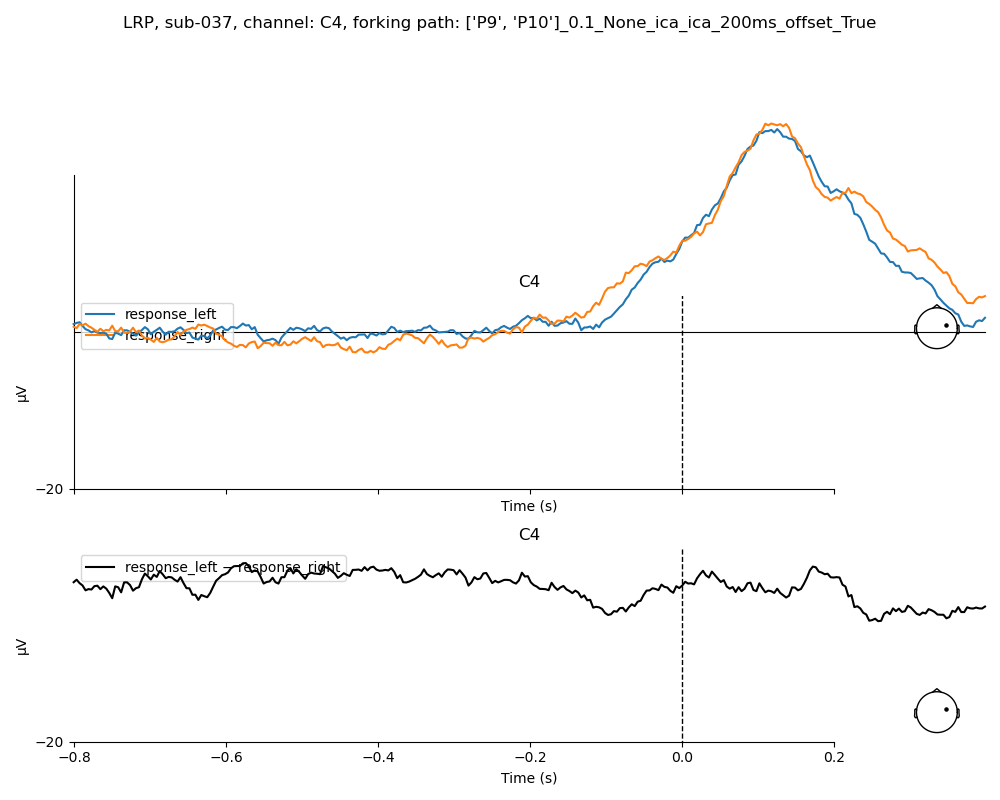 LRP, sub-037, channel: C4, forking path: ['P9', 'P10']_0.1_None_ica_ica_200ms_offset_True
C4
response_left
response_right
µV
−20
Time (s)
C4
response_left − response_right
µV
−20
−0.8
−0.6
−0.4
−0.2
0.0
0.2
Time (s)